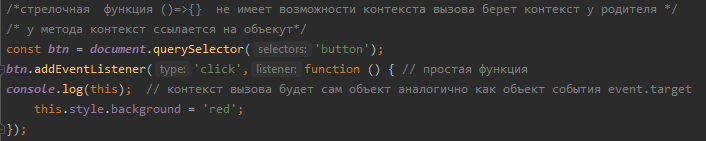 /*стрелочная  функция ()=>{}  не имеет возможности контекста вызова берет контекст у родителя */
/* у метода контекст ссылается на объекут*/
const btn = document.querySelector( selectors: 'button');
btn.addEventListener( type: 'click', listener: function () { // простая функция
console.log(this);  // контекст вызова будет сам объект аналогично как объект события event.target
    this.style.background = 'red';
});